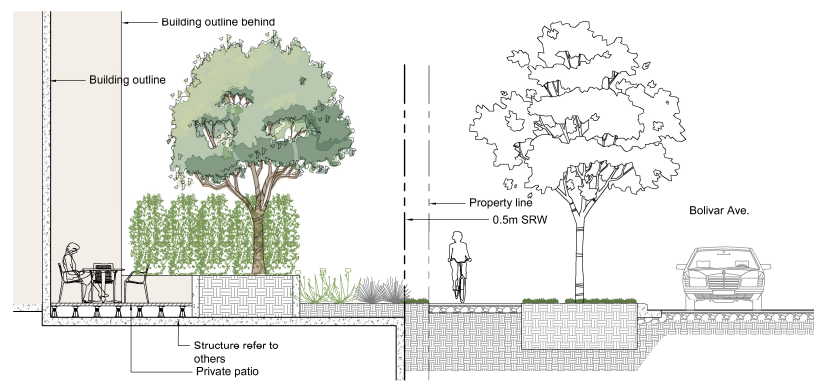 Building outline behind
Building outline
Property line
0.5m SRW
Bolivar Ave.
Structure refer to
others
Private patio